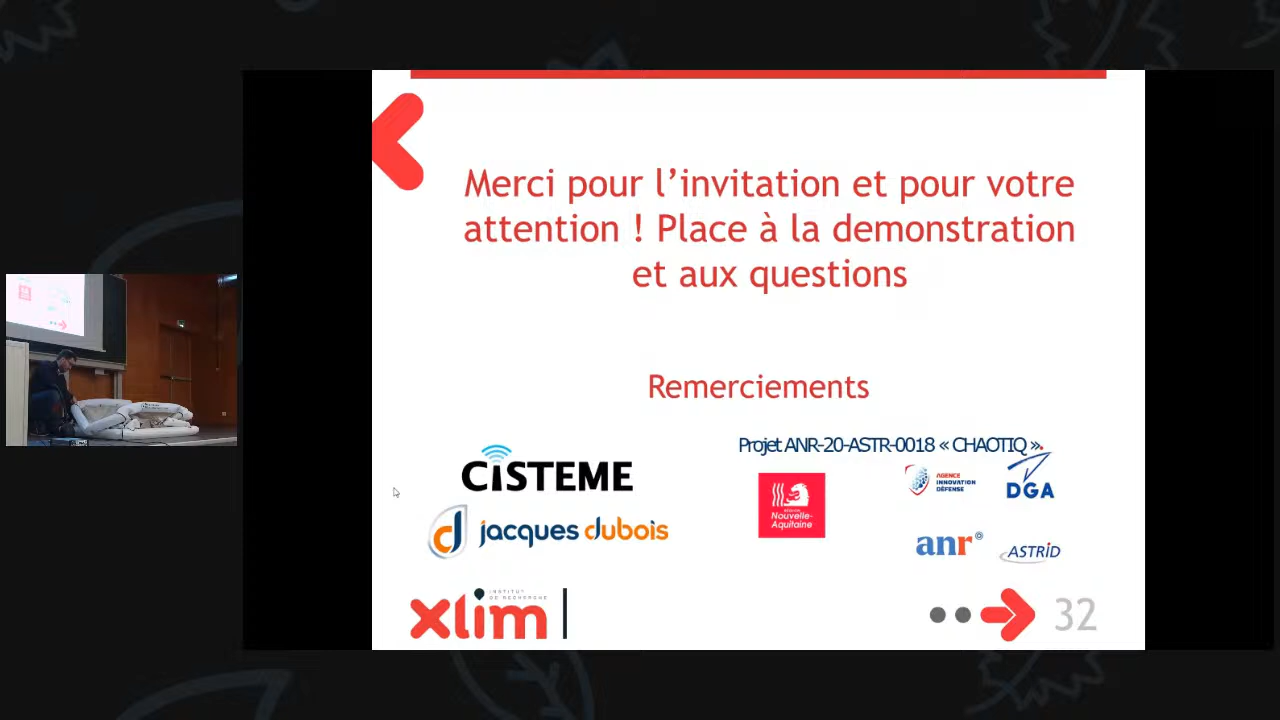 Merci pour l’invitation et pour votre
attention ! Place à la demonstration
et aux questions
Remerciements
Projet ANR-20-ASTR-0018 « CHAOTIQ ».
CISTEME
AGENCE
INNOVATION
DÉFENSE
DGA
RÉGION
Nouvelle-
Aquitaine
jacques dubois
anr
ASTRID
INSTITUT
DE RECHERCHE
xlim
32